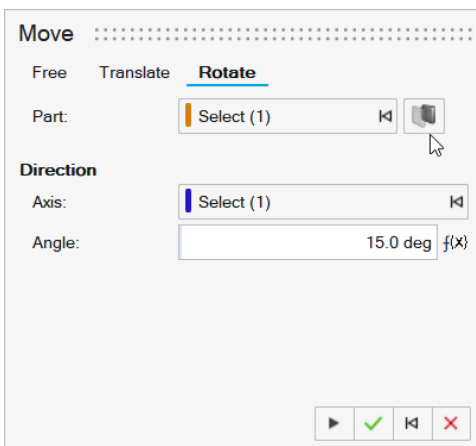 Move
Free Translate Rotate
Part: Select (1)
Direction
Axis: Select (1)
Angle: 15.0 deg ƒ(x)